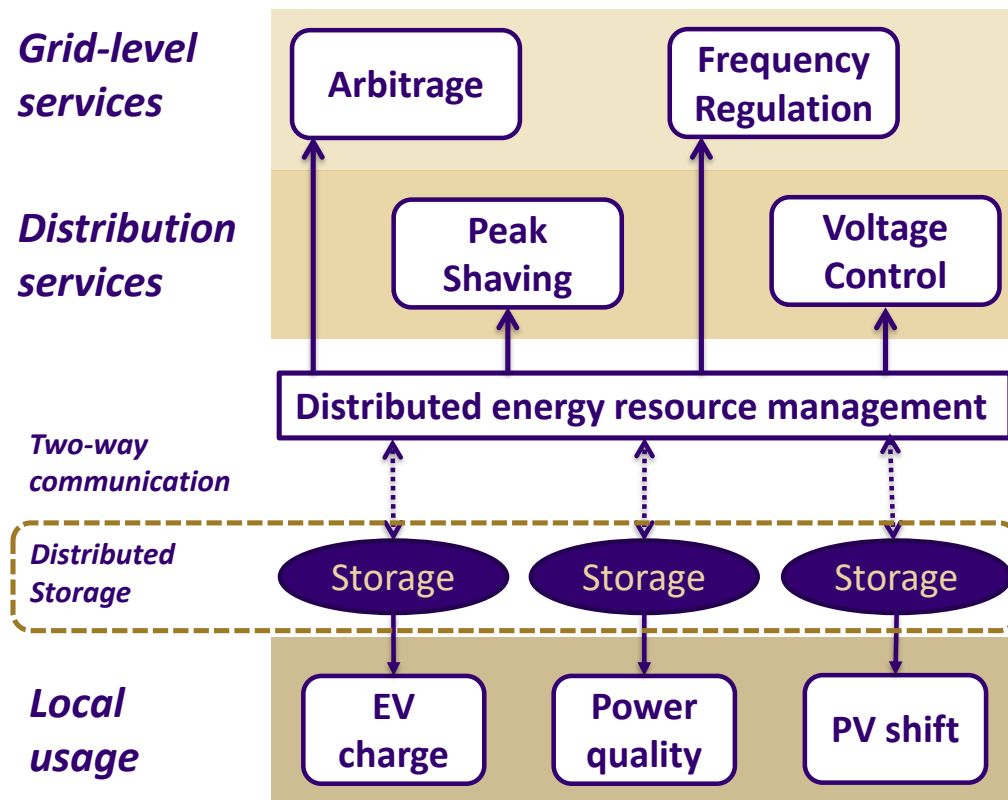 Grid-level
services
Arbitrage
Frequency
Regulation
Distribution
services
Peak
Shaving
Voltage
Control
Distributed energy resource management
Two-way
communication
Distributed
Storage
Storage
Storage
Storage
Local
usage
EV
charge
Power
quality
PV shift